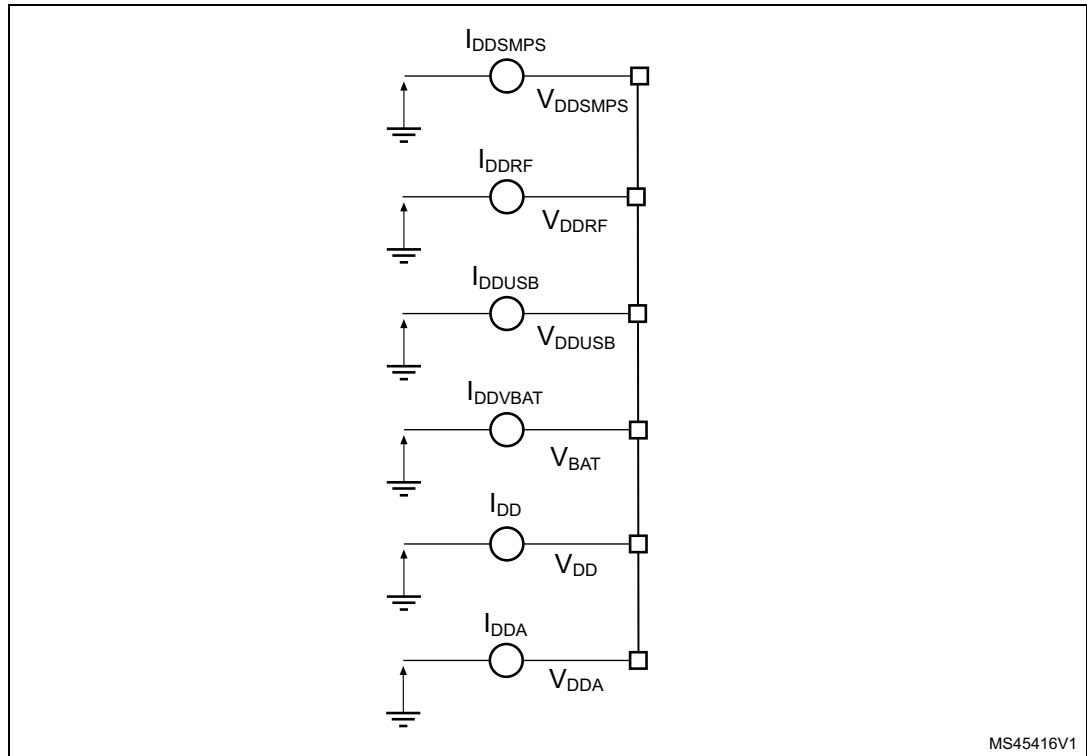 IDDSMPS
VDDSMPS
IDDRF
VDDRF
IDDUSB
VDDUSB
IDDVBAT
VBAT
IDD
VDD
IDDA
VDDA
MS45416V1